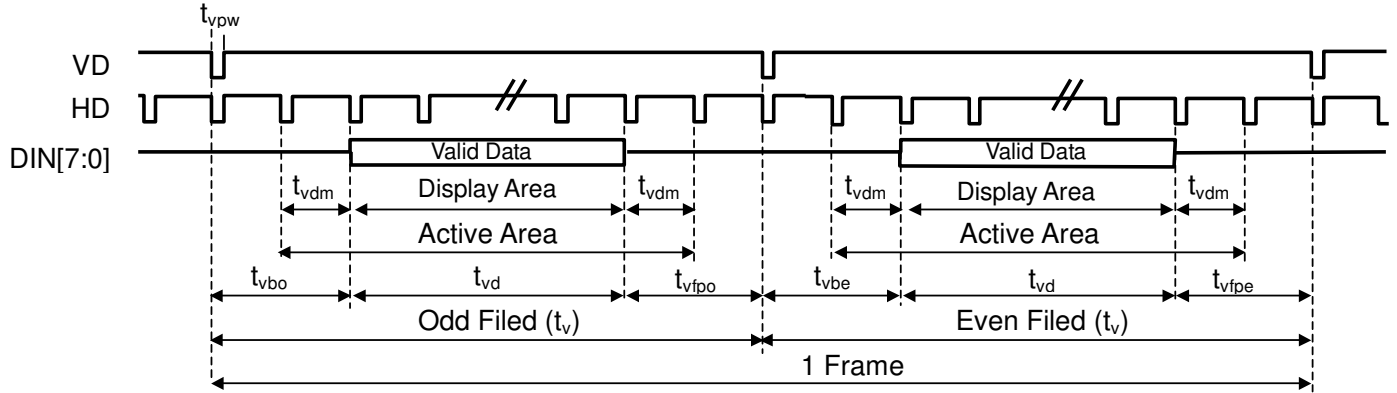 tvpw
VD
HD
DIN[7:0]
Valid Data
Valid Data
tvdm
Display Area
tvdm
tvdm
Display Area
tvdm
Active Area
Active Area
tvbo
tvd
tvfpo
tvbe
tvd
tvfpe
Odd Filed (tv)
Even Filed (tv)
1 Frame